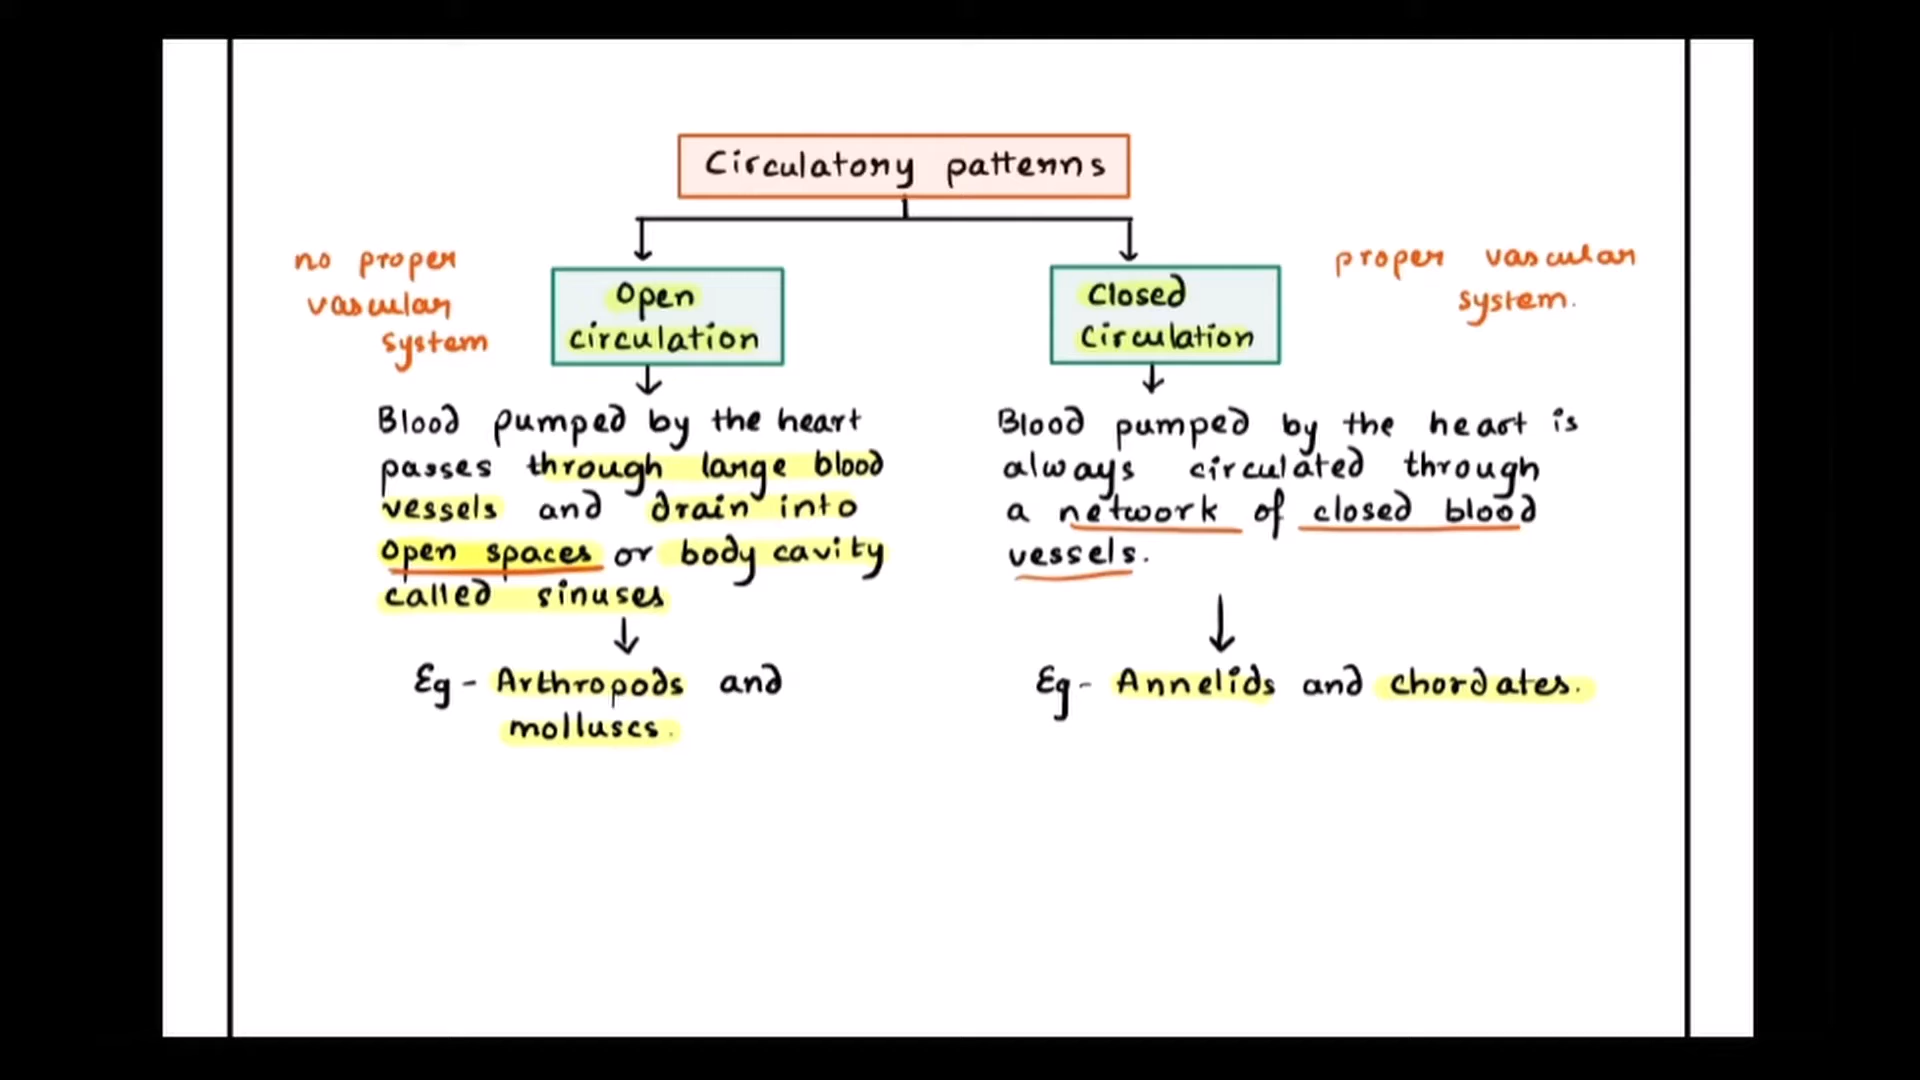 Circulatory patterns
no proper
vascular
system
Open
circulation
Blood pumped by the heart
passes through large blood
vessels and drain into
open spaces or body cavity
called sinuses
Eg - Arthropods and
molluscs.
proper vascular
system.
Closed
Circulation
Blood pumped by the heart is
always circulated through
a network of closed blood
vessels.
Eg - Annelids and chordates.